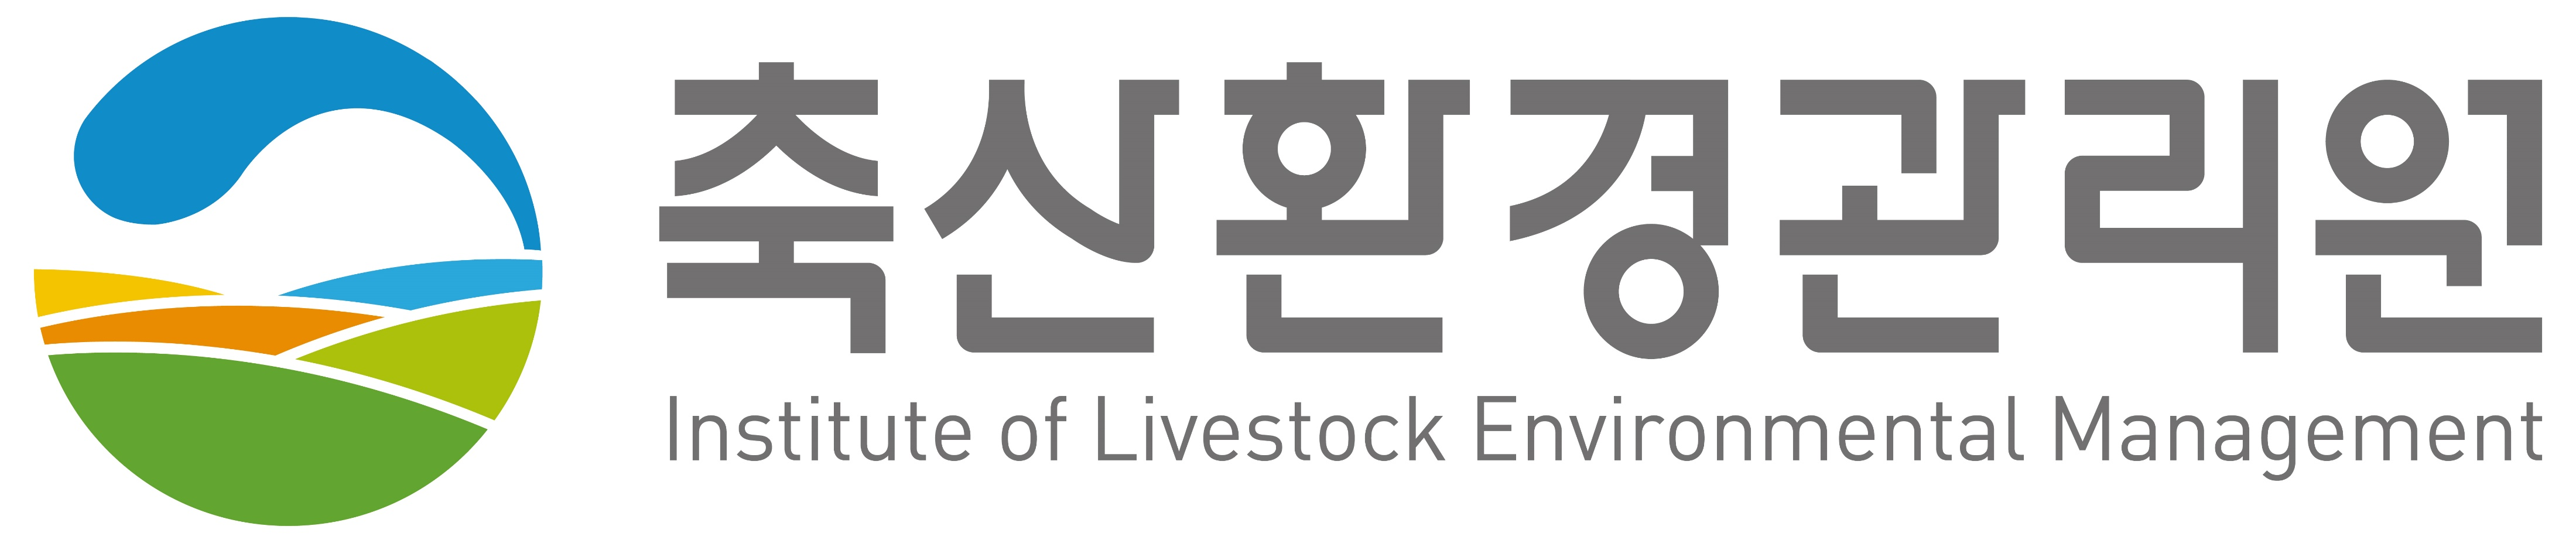 축산환경관리원
Institute of Livestock Environmental Management